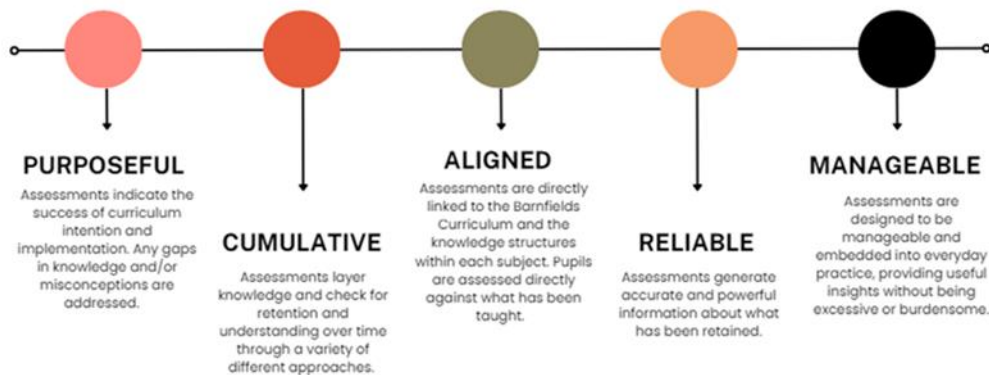 PURPOSEFUL
Assessments indicate the
success of curriculum
intention and
implementation. Any gaps
in knowledge and/or
misconceptions are
addressed.
CUMULATIVE
Assessments layer
knowledge and check for
retention and
understanding over time
through a variety of
different approaches.
ALIGNED
Assessments are directly
linked to the Barnfields
Curriculum and the
knowledge structures
within each subject. Pupils
are assessed directly
against what has been
taught.
RELIABLE
Assessments generate
accurate and powerful
information about what
has been retained.
MANAGEABLE
Assessments are
designed to be
manageable and
embedded into everyday
practice, providing useful
insights without being
excessive or burdensome.